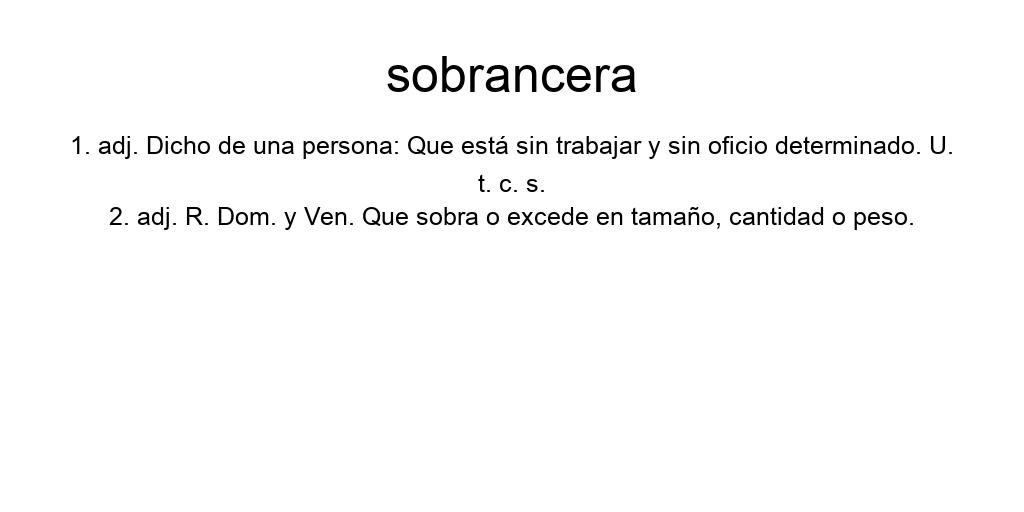 sobrancera
1. adj. Dicho de una persona: Que está sin trabajar y sin oficio determinado. U.
t. c. s.
2. adj. R. Dom. y Ven. Que sobra o excede en tamaño, cantidad o peso.